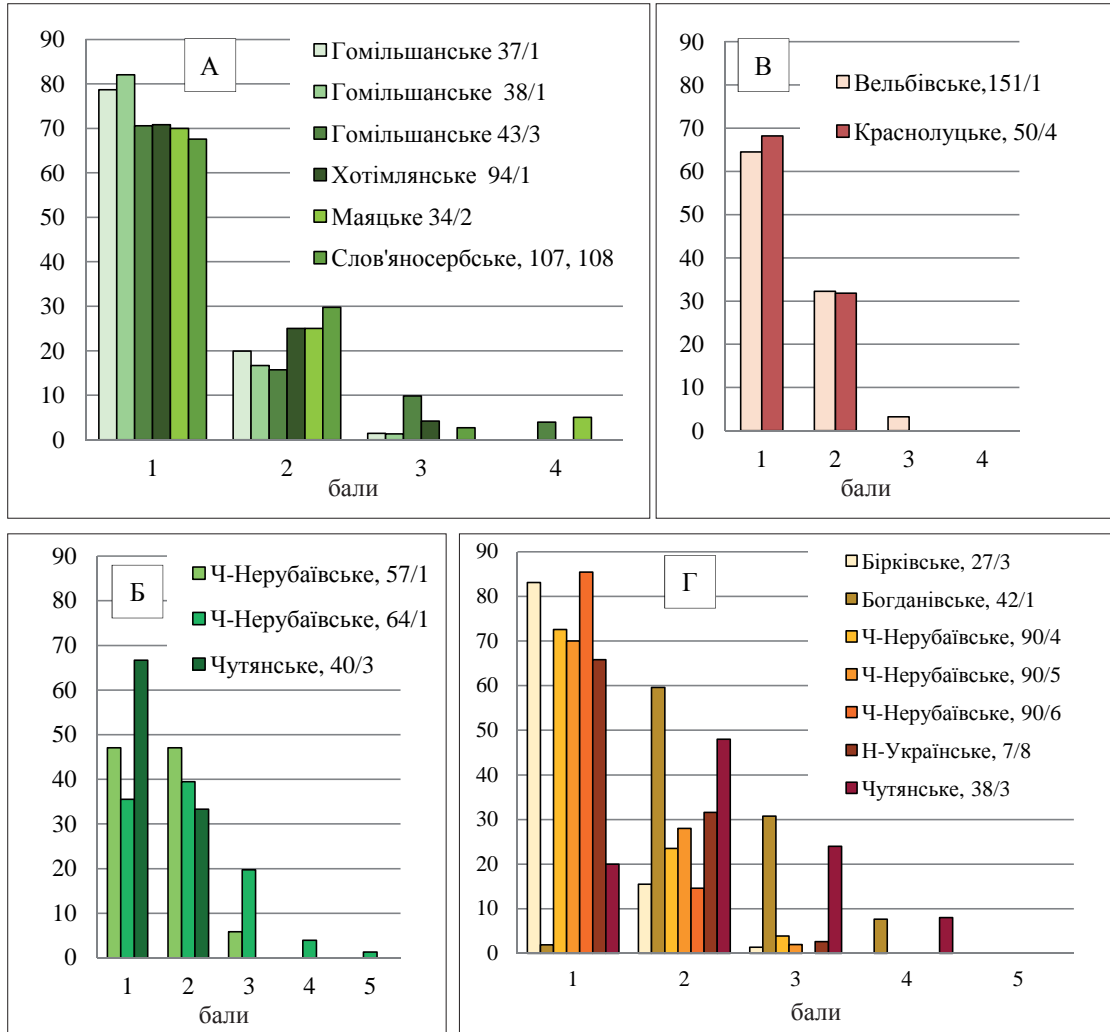 А
90
80
70
60
50
40
30
20
10
0
1 2 3 4
бали
Гомільшанське 37/1
Гомільшанське 38/1
Гомільшанське 43/3
Хотімлянське 94/1
Маяцьке 34/2
Слов'яносербське, 107, 108
В
90
80
70
60
50
40
30
20
10
0
1 2 3 4
бали
Вельбівське,151/1
Краснолуцьке, 50/4
Б
90
80
70
60
50
40
30
20
10
0
1 2 3 4 5
бали
Ч-Нерубаївське, 57/1
Ч-Нерубаївське, 64/1
Чутянське, 40/3
Г
90
80
70
60
50
40
30
20
10
0
1 2 3 4 5
бали
Бірківське, 27/3
Богданівське, 42/1
Ч-Нерубаївське, 90/4
Ч-Нерубаївське, 90/5
Ч-Нерубаївське, 90/6
Н-Українське, 7/8
Чутянське, 38/3